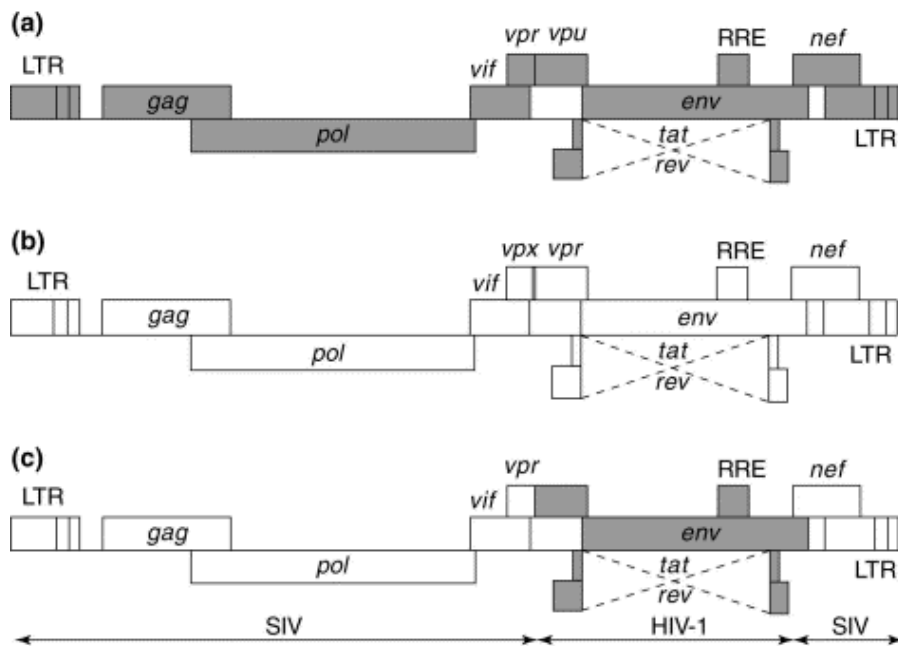 (a)
vpr vpu RRE nef
LTR vif
gag env
pol tat LTR
rev
(b)
vpx vpr RRE nef
LTR vif
gag env
pol tat LTR
rev
(c)
vpr RRE nef
LTR vif
gag env
pol tat LTR
rev
SIV HIV-1 SIV